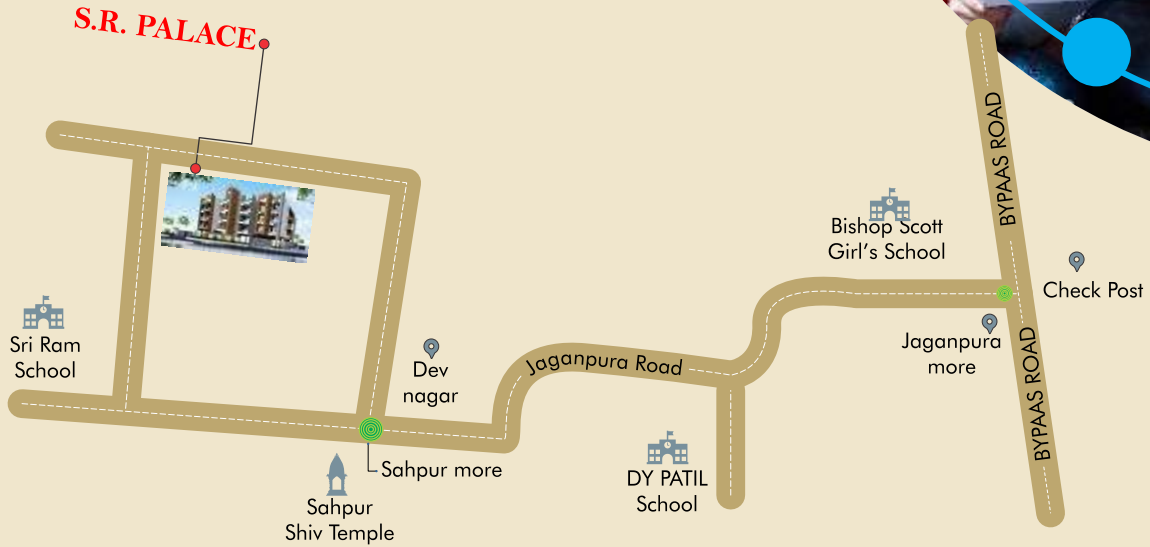 S.R. PALACE
BYPAAS ROAD
Bishop Scott
Girl's School
Check Post
Jaganpura
more
BYPAAS ROAD
Sri Ram
School
Dev
nagar
Jaganpura Road
Sahpur more
DY PATIL
School
Sahpur
Shiv Temple